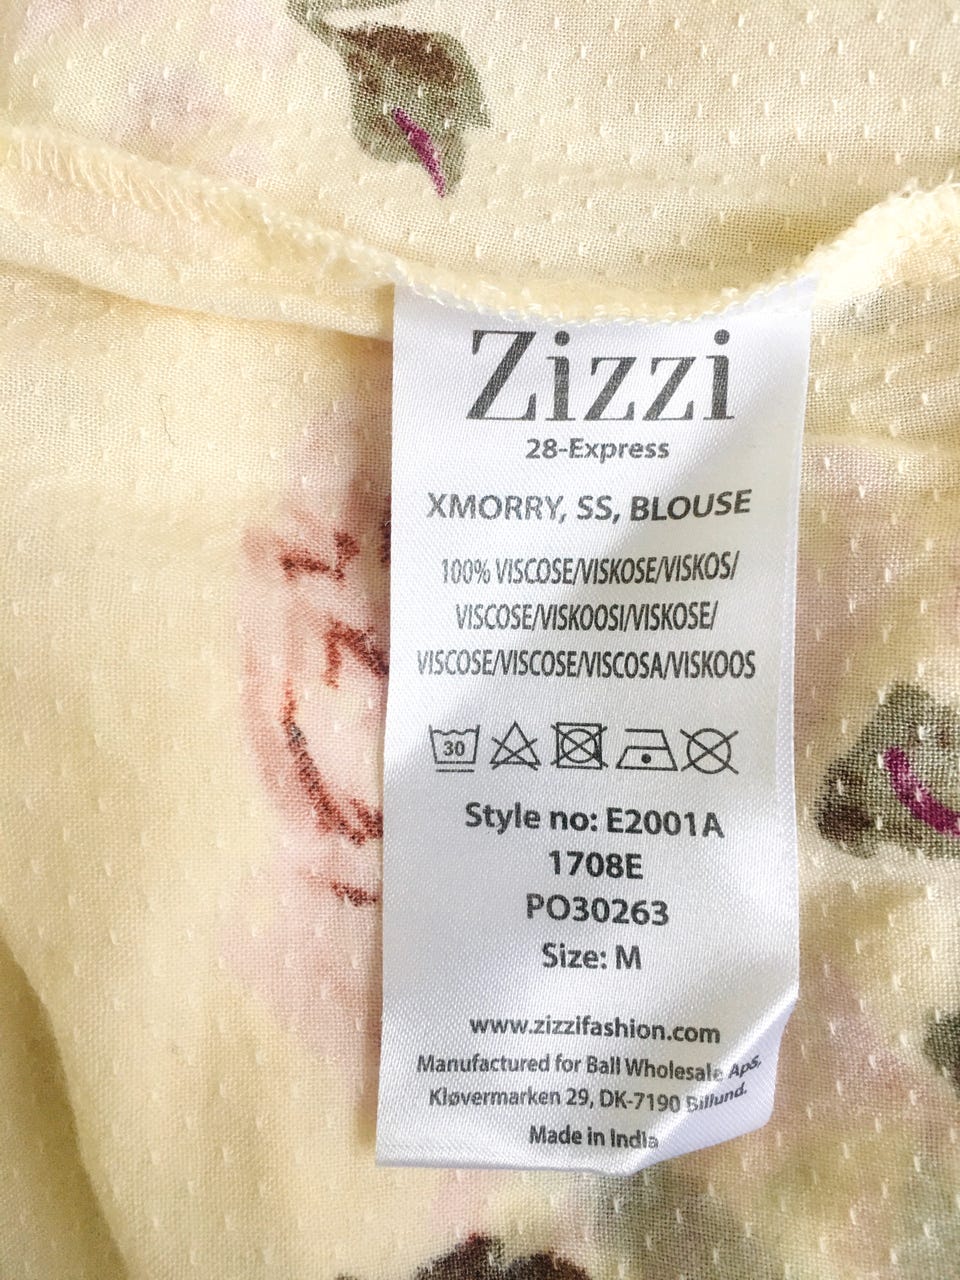 Zizzi
28-Express
XMORRY, SS, BLOUSE
100% VISCOSE/VISKOSE/VISKOS/
VISCOSE/VISKOOSI/VISKOSE/
VISCOSE/VISCOSE/VISCOSA/VISKOOS
30
Style no: E2001A
1708E
PO30263
Size: M
www.zizzifashion.com
Manufactured for Ball Wholesale ApS,
Kløvermarken 29, DK-7190 Billund.
Made in India